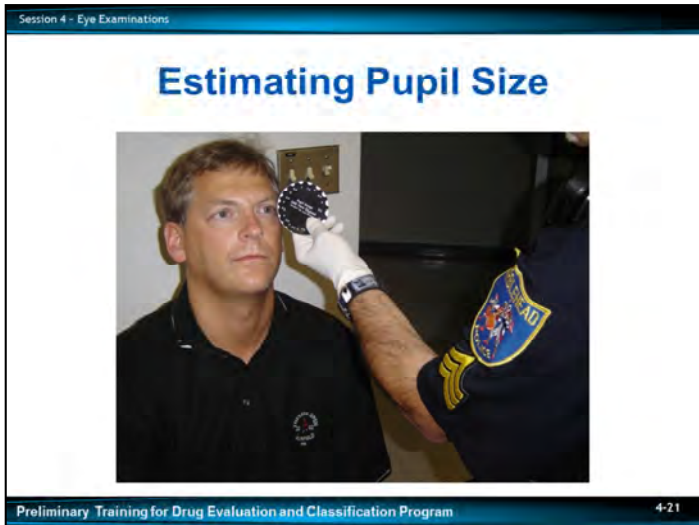 Session 4 - Eye Examinations
Estimating Pupil Size
Preliminary Training for Drug Evaluation and Classification Program
4-21